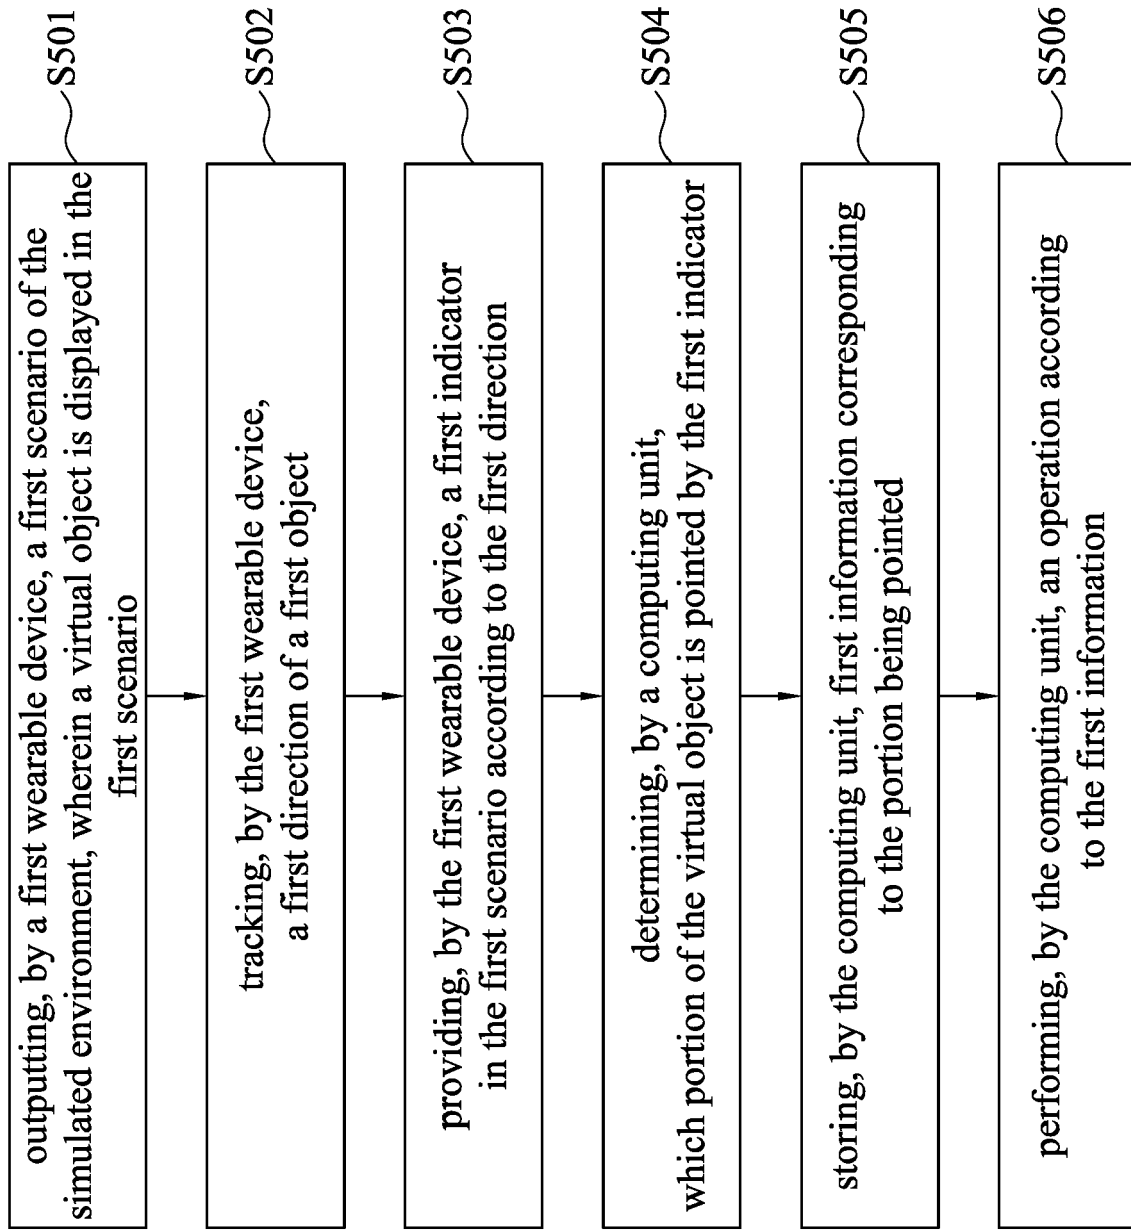 outputting, by a first wearable device, a first scenario of the
simulated environment, wherein a virtual object is displayed in the
first scenario
S501
tracking, by the first wearable device,
a first direction of a first object
S502
providing, by the first wearable device, a first indicator
in the first scenario according to the first direction
S503
determining, by a computing unit,
which portion of the virtual object is pointed by the first indicator
S504
storing, by the computing unit, first information corresponding
to the portion being pointed
S505
performing, by the computing unit, an operation according
to the first information
S506